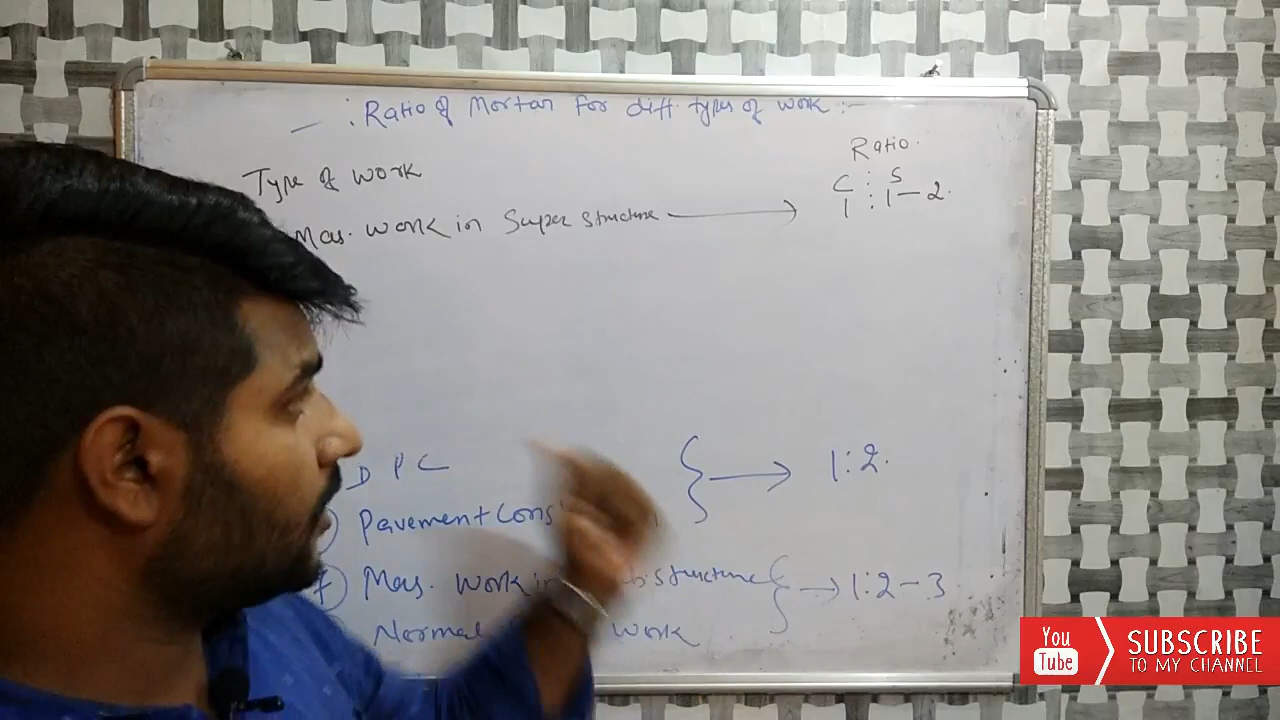 : Ratio of Mortar For diff. types of work :-
Ratio.
Type of work
C : S
1 : 1 - 2.
Mas. work in Super structure
D P C
1:2.
Pavement
Mas. work in structure
1:2-3
Normal work
You Tube
SUBSCRIBE
TO MY CHANNEL